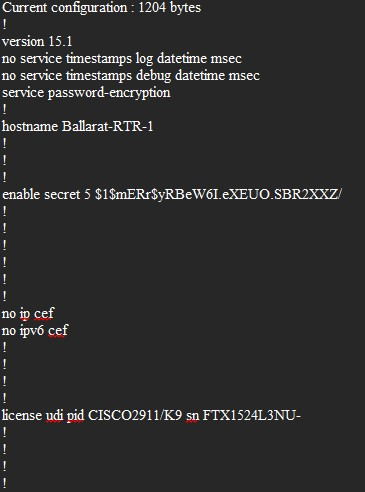 Current configuration : 1204 bytes
!
version 15.1
no service timestamps log datetime msec
no service timestamps debug datetime msec
service password-encryption
!
hostname Ballarat-RTR-1
!
!
!
enable secret 5 $1$mERr$yRBeW6I.eXEUO.SBR2XXZ/
!
!
!
!
!
!
no ip cef
no ipv6 cef
!
!
!
!
license udi pid CISCO2911/K9 sn FTX1524L3NU-
!
!
!
!